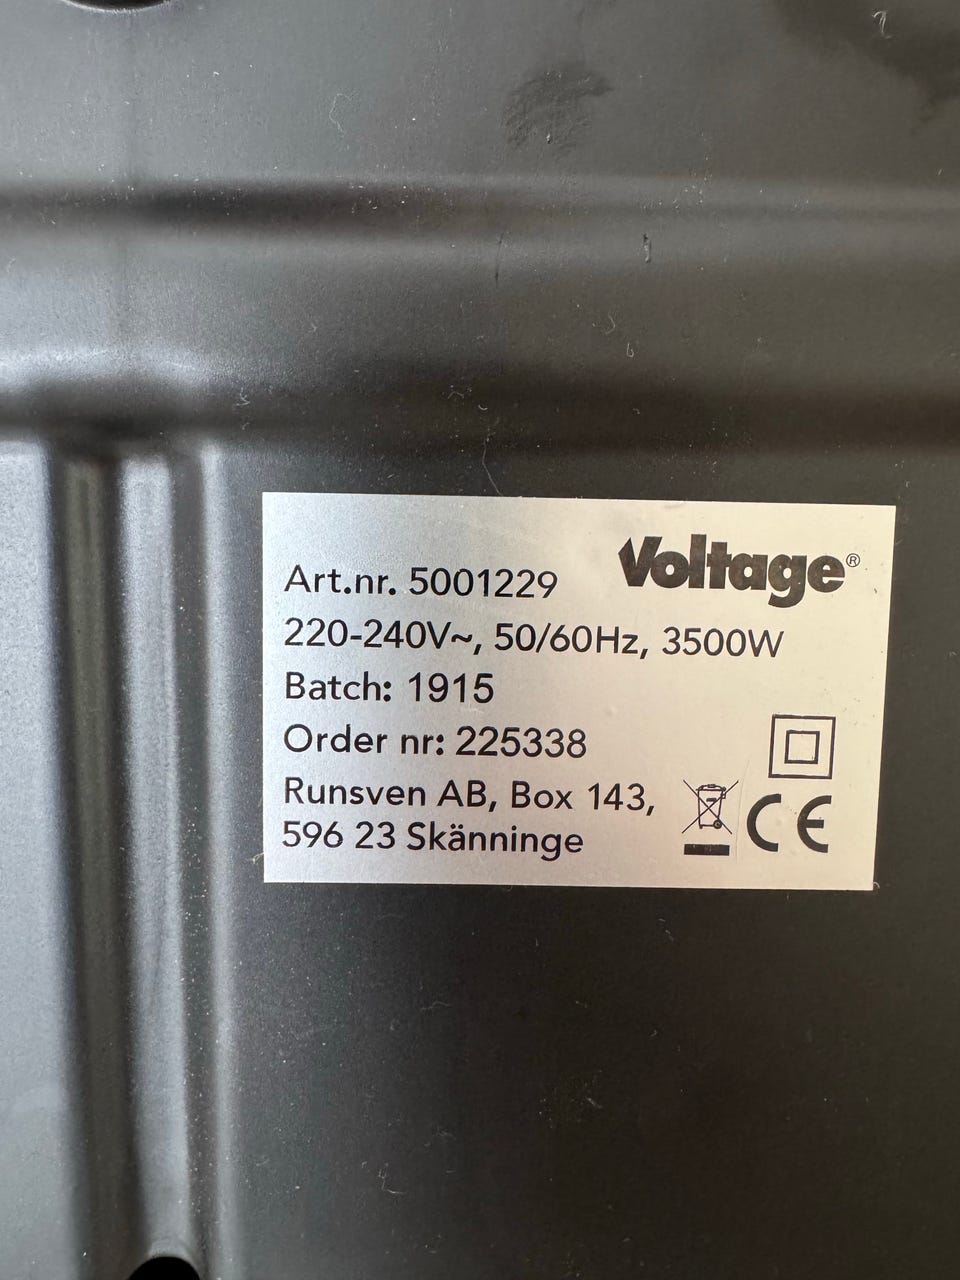 Voltage®
Art.nr. 5001229
220-240V~, 50/60Hz, 3500W
Batch: 1915
Order nr: 225338
Runsven AB, Box 143,
596 23 Skänninge
CE